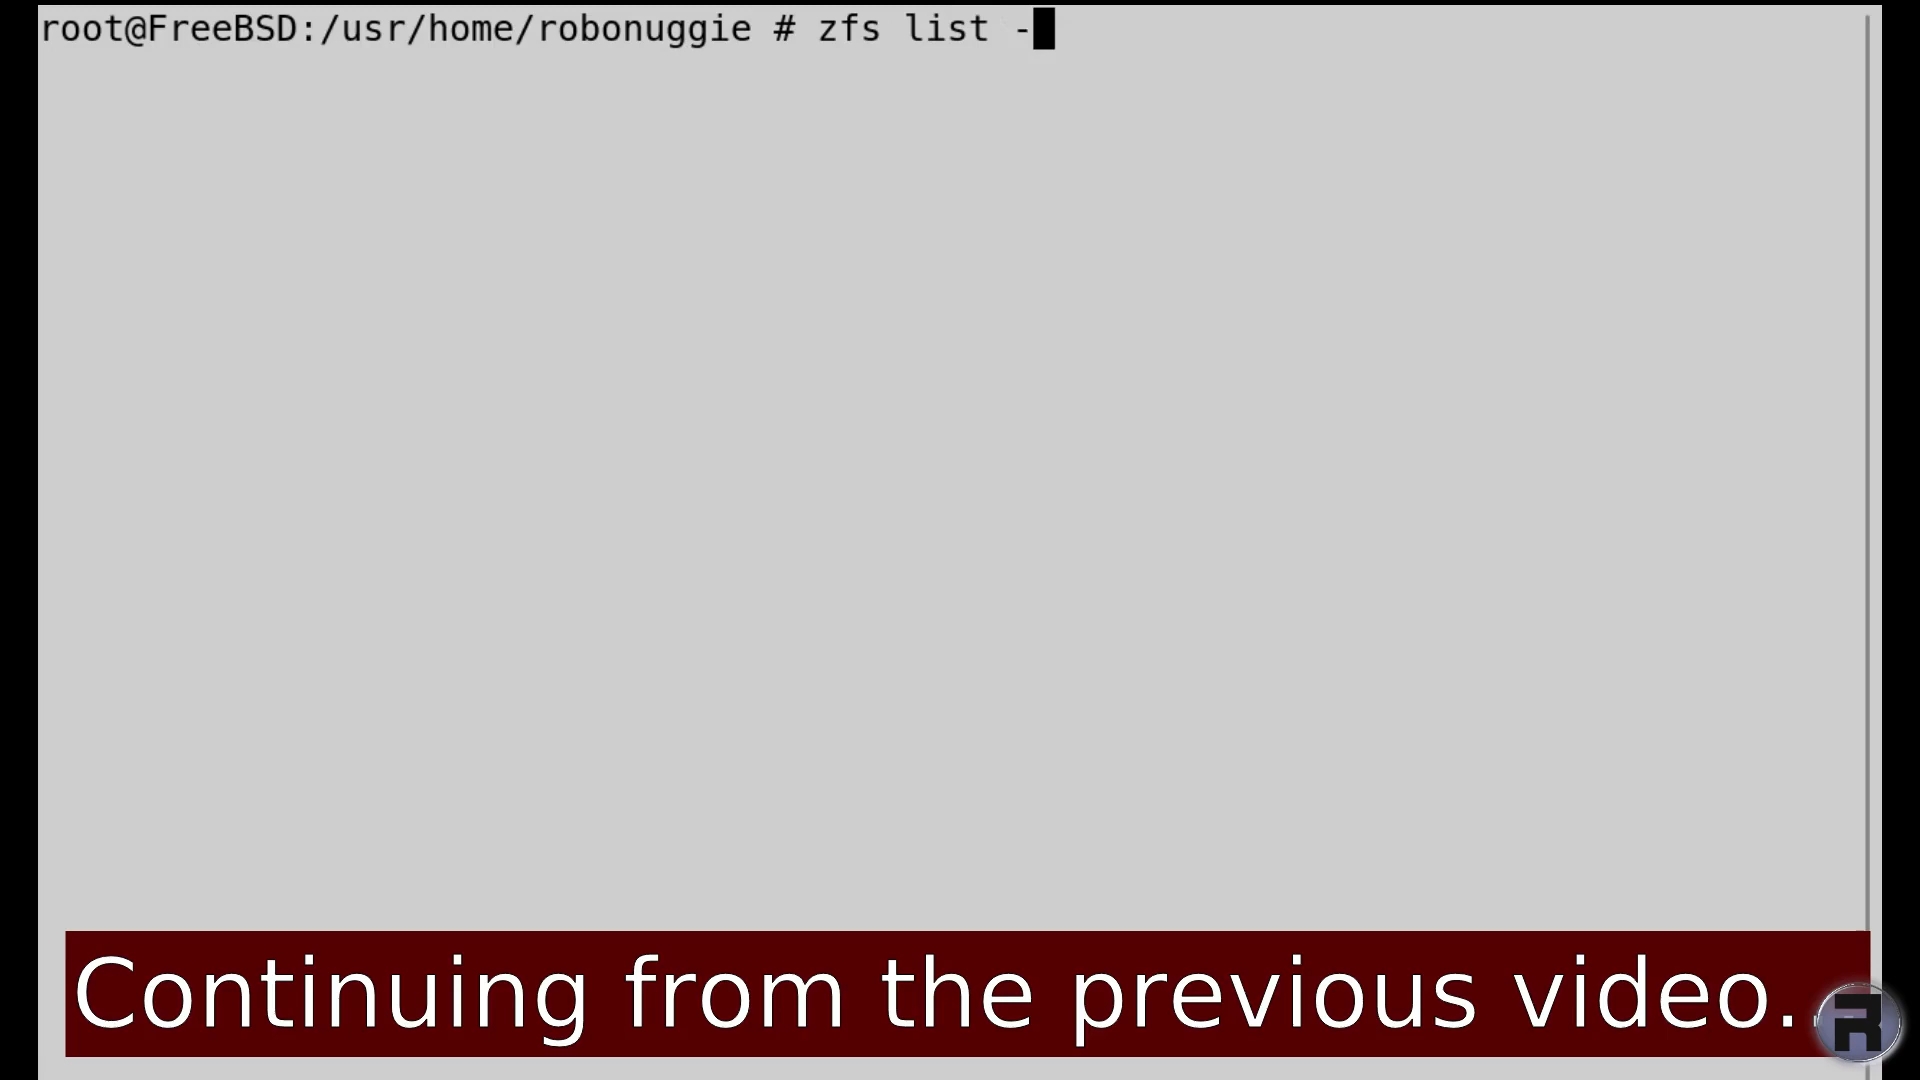 root@FreeBSD:/usr/home/robonuggie # zfs list -
Continuing from the previous video.